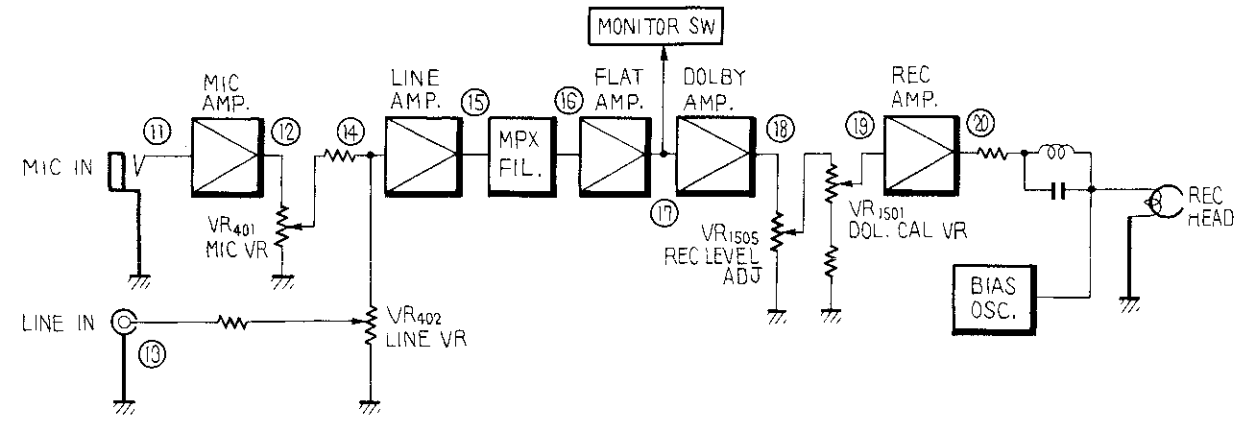 MONITOR SW
MIC
AMP.
LINE
AMP.
FLAT
AMP.
DOLBY
AMP.
REC
AMP.
⑪
⑫
⑭
⑮
⑯
⑱
⑲
⑳
MIC IN
MPX
FIL.
VR401
MIC VR
⑰
VR1505
REC LEVEL
ADJ
VR1501
DOL. CAL VR
REC
HEAD
LINE IN
⑬
VR402
LINE VR
BIAS
OSC.